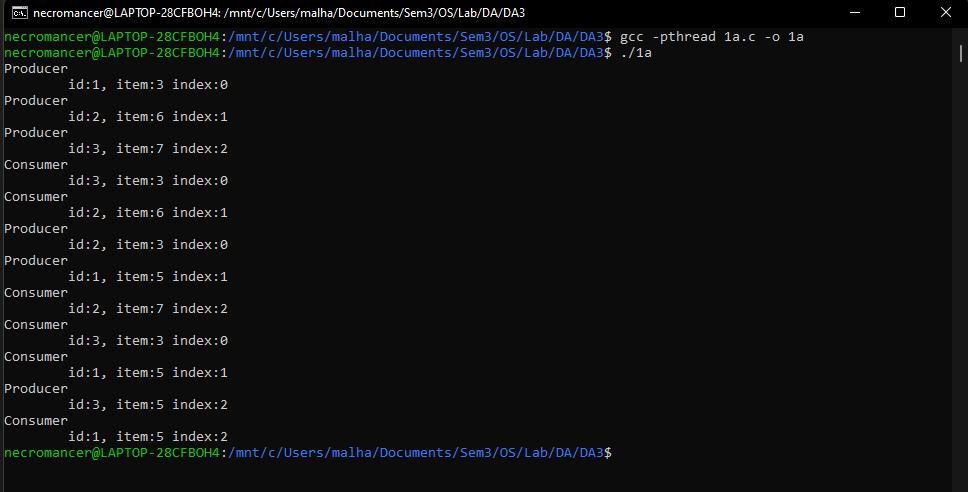 necromancer@LAPTOP-28CFBOH4: /mnt/c/Users/malha/Documents/Sem3/OS/Lab/DA/DA3
necromancer@LAPTOP-28CFBOH4:/mnt/c/Users/malha/Documents/Sem3/OS/Lab/DA/DA3$ gcc -pthread 1a.c -o 1a
necromancer@LAPTOP-28CFBOH4:/mnt/c/Users/malha/Documents/Sem3/OS/Lab/DA/DA3$ ./1a
Producer
        id:1, item:3 index:0
Producer
        id:2, item:6 index:1
Producer
        id:3, item:7 index:2
Consumer
        id:3, item:3 index:0
Consumer
        id:2, item:6 index:1
Producer
        id:2, item:3 index:0
Producer
        id:1, item:5 index:1
Consumer
        id:2, item:7 index:2
Consumer
        id:3, item:3 index:0
Consumer
        id:1, item:5 index:1
Producer
        id:3, item:5 index:2
Consumer
        id:1, item:5 index:2
necromancer@LAPTOP-28CFBOH4:/mnt/c/Users/malha/Documents/Sem3/OS/Lab/DA/DA3$